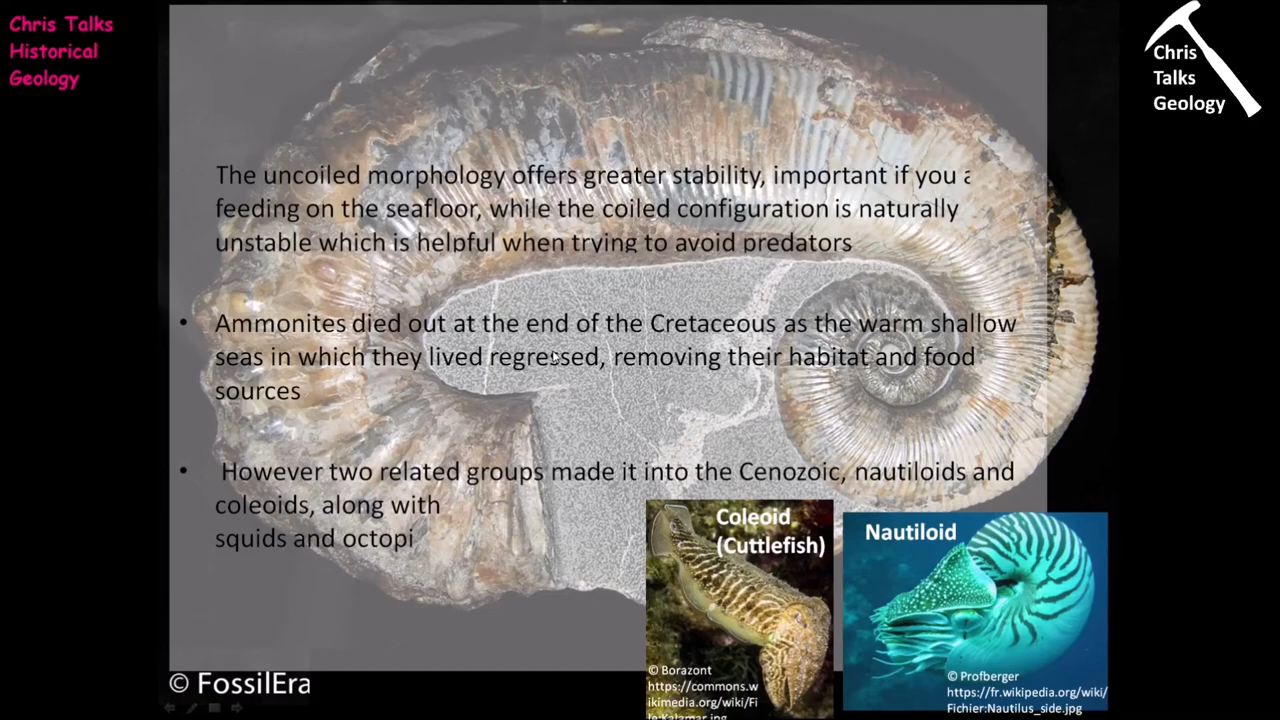 Chris Talks
Historical
Geology
Chris
Talks
Geology
The uncoiled morphology offers greater stability, important if you
feeding on the seafloor, while the coiled configuration is naturally
unstable which is helpful when trying to avoid predators
• Ammonites died out at the end of the Cretaceous as the warm shallow
seas in which they lived regressed, removing their habitat and food
sources
• However two related groups made it into the Cenozoic, nautiloids and
coleoids, along with
squids and octopi
Coleoid
(Cuttlefish)
© Borazont
https://commons.w
ikimedia.org/wiki/Fi
le:Kalamar.jpg
Nautiloid
© Profberger
https://fr.wikipedia.org/wiki/
Fichier:Nautilus_side.jpg
© FossilEra